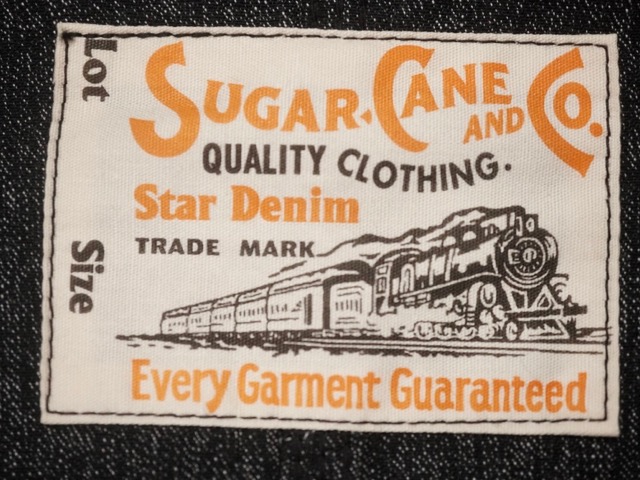 Lot
Size
SUGAR·CANE AND CO.
QUALITY CLOTHING.
Star Denim
TRADE MARK
Every Garment Guaranteed